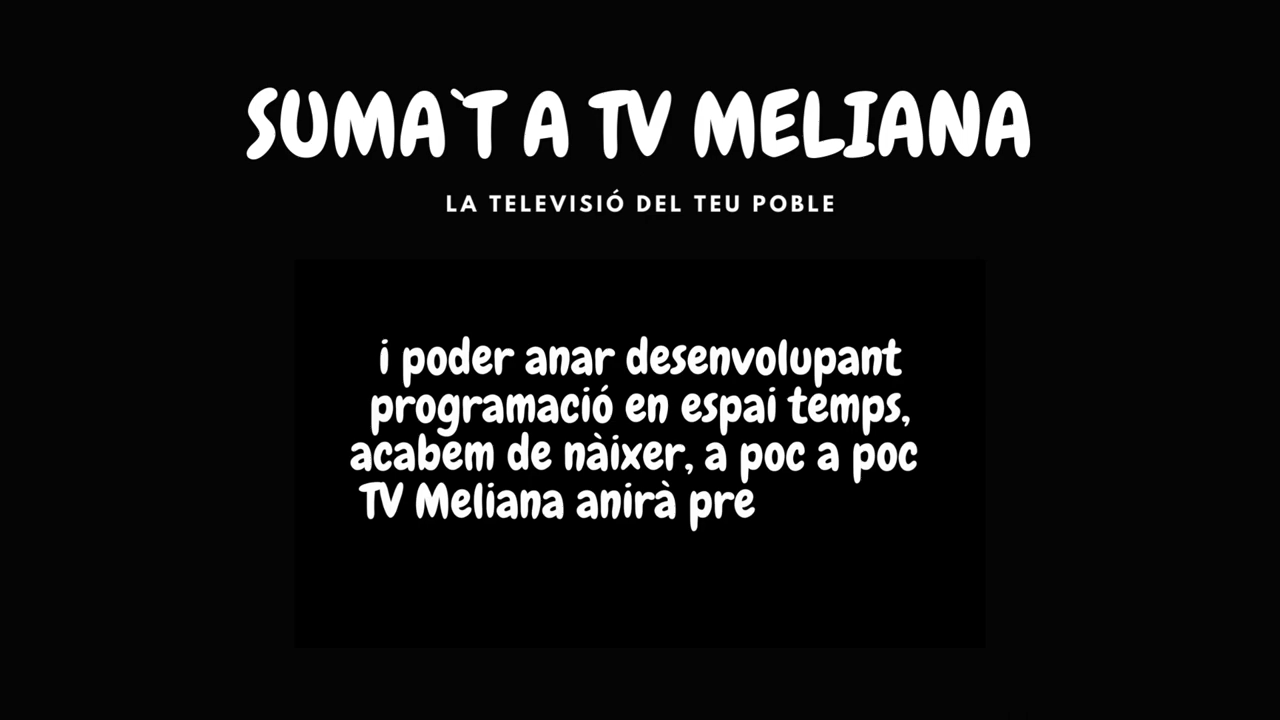 SUMA`T A TV MELIANA
LA TELEVISIÓ DEL TEU POBLE
i poder anar desenvolupant
programació en espai temps,
acabem de nàixer, a poc a poc
TV Meliana anirà pre